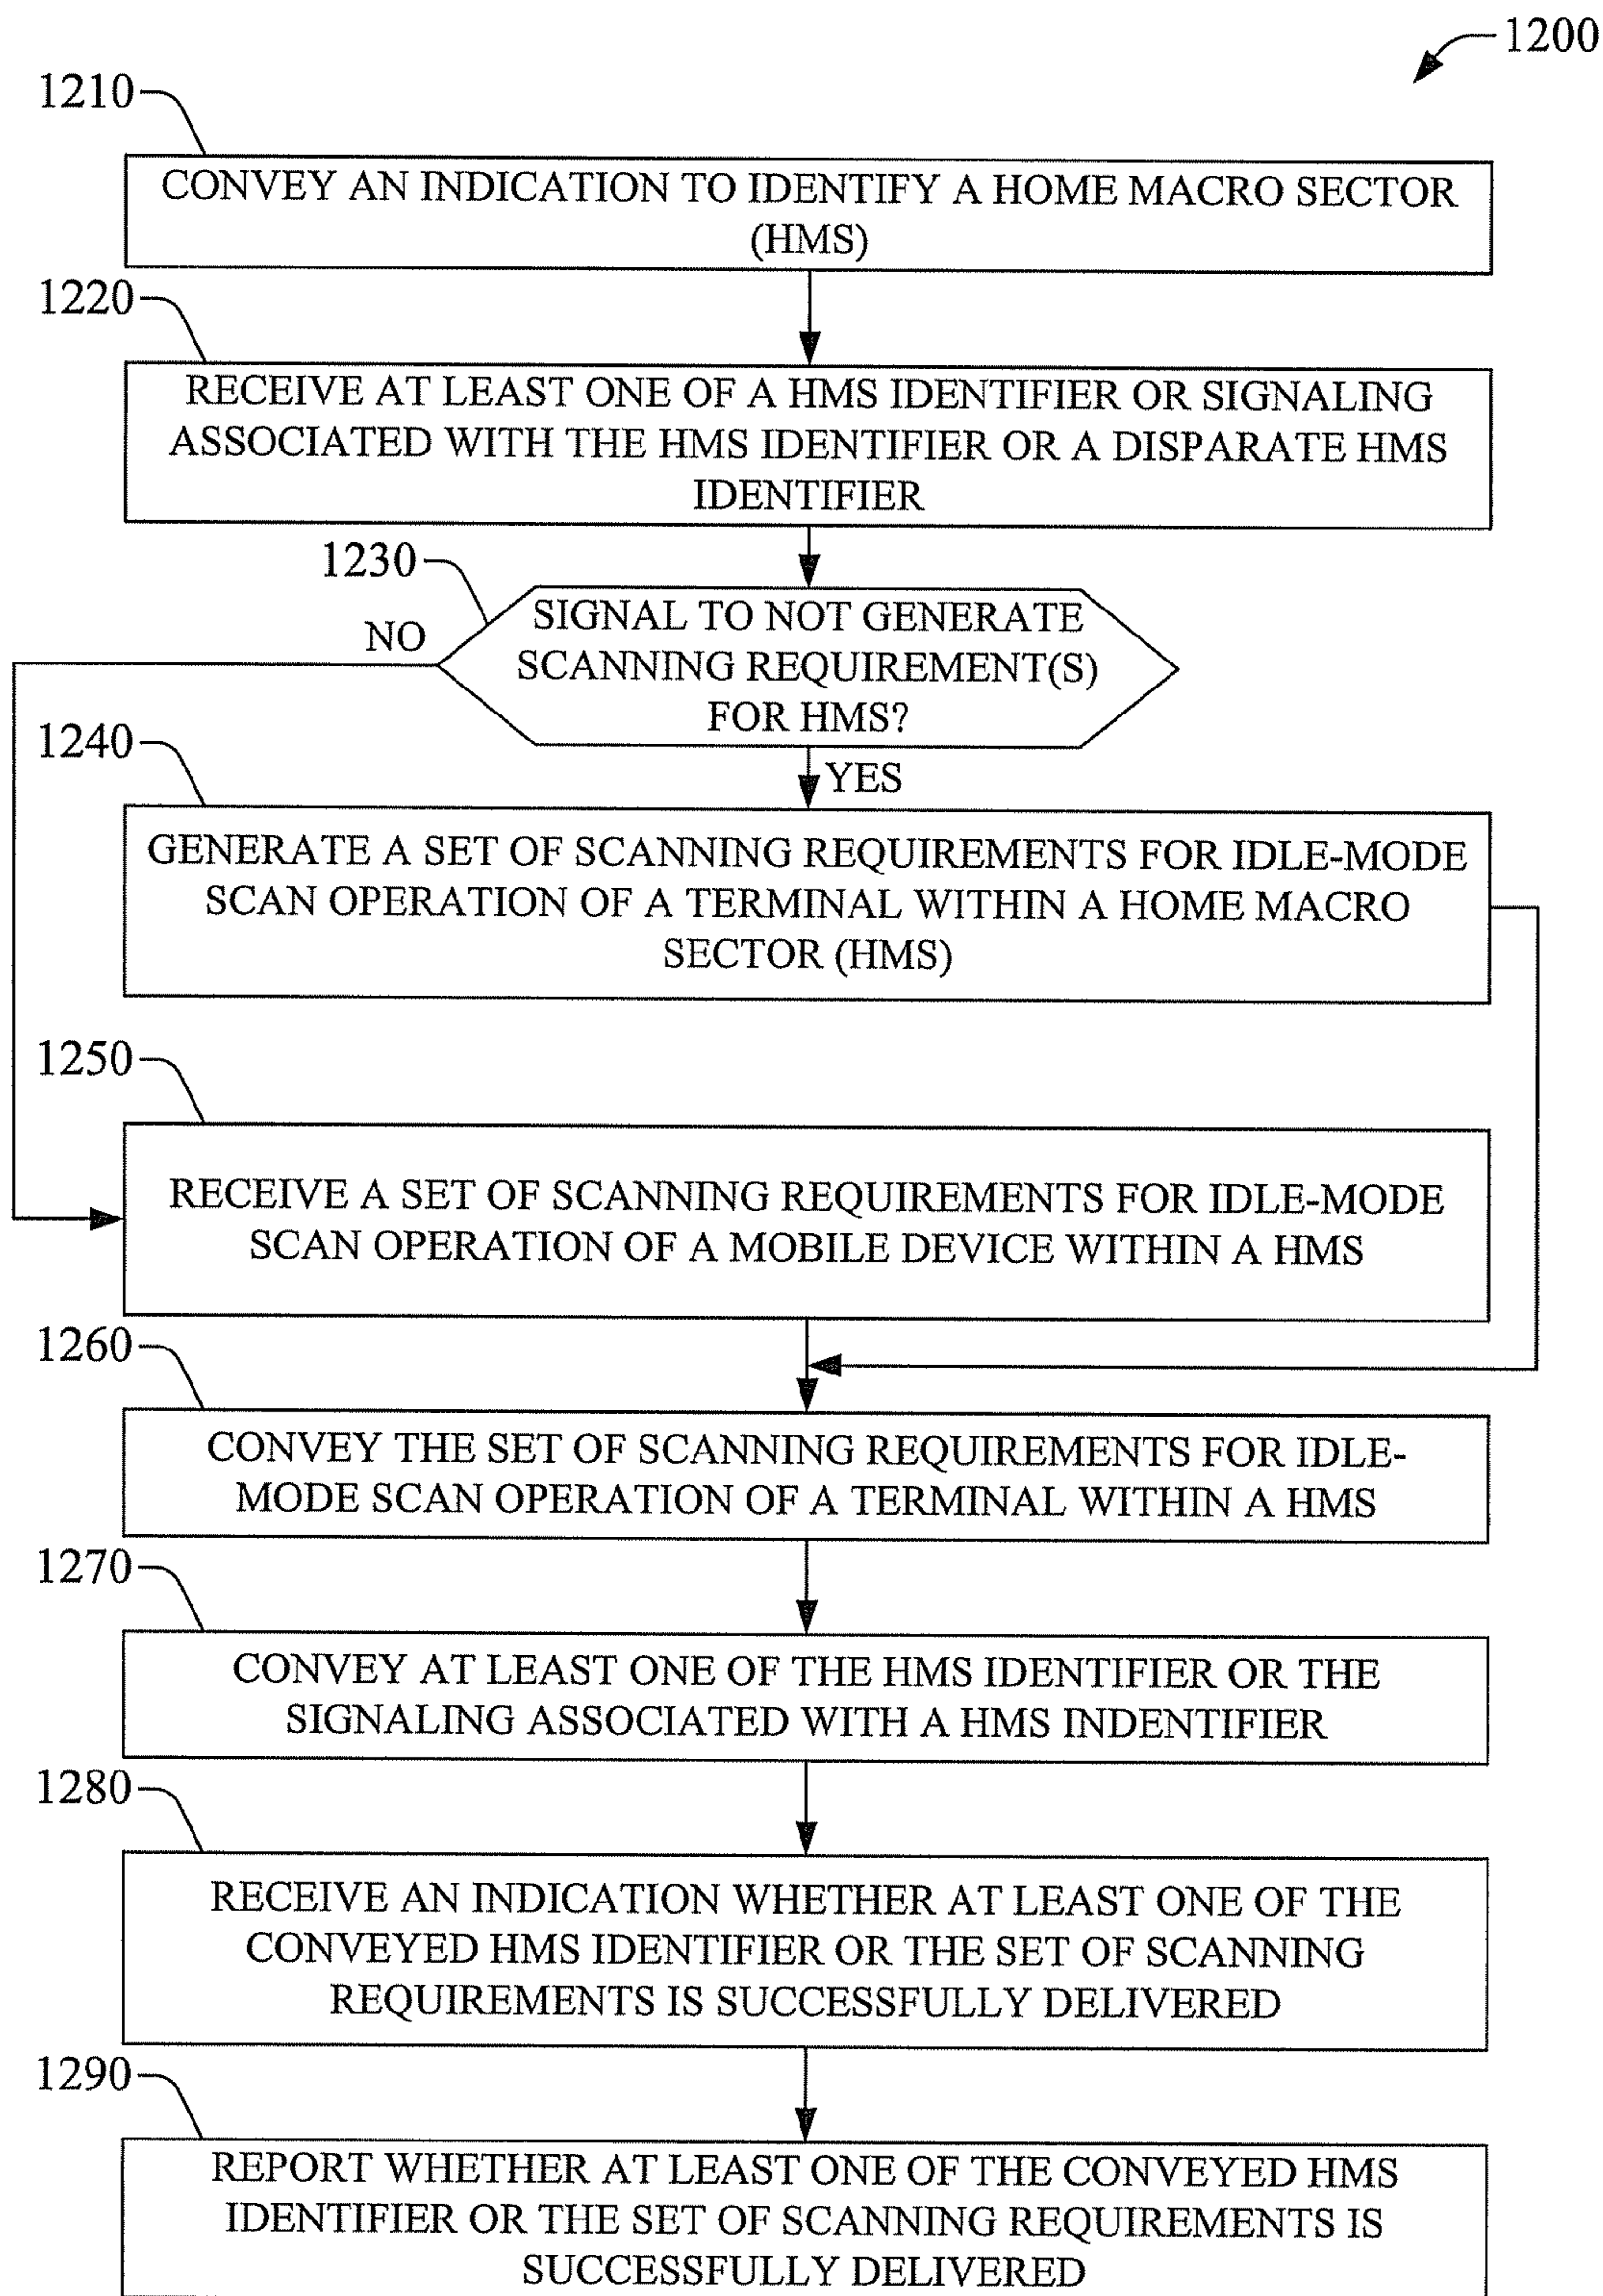 1200
1210
CONVEY AN INDICATION TO IDENTIFY A HOME MACRO SECTOR
(HMS)
1220
RECEIVE AT LEAST ONE OF A HMS IDENTIFIER OR SIGNALING
ASSOCIATED WITH THE HMS IDENTIFIER OR A DISPARATE HMS
IDENTIFIER
1230
NO
SIGNAL TO NOT GENERATE
SCANNING REQUIREMENT(S)
FOR HMS?
YES
1240
GENERATE A SET OF SCANNING REQUIREMENTS FOR IDLE-MODE
SCAN OPERATION OF A TERMINAL WITHIN A HOME MACRO
SECTOR (HMS)
1250
RECEIVE A SET OF SCANNING REQUIREMENTS FOR IDLE-MODE
SCAN OPERATION OF A MOBILE DEVICE WITHIN A HMS
1260
CONVEY THE SET OF SCANNING REQUIREMENTS FOR IDLE-
MODE SCAN OPERATION OF A TERMINAL WITHIN A HMS
1270
CONVEY AT LEAST ONE OF THE HMS IDENTIFIER OR THE
SIGNALING ASSOCIATED WITH A HMS INDENTIFIER
1280
RECEIVE AN INDICATION WHETHER AT LEAST ONE OF THE
CONVEYED HMS IDENTIFIER OR THE SET OF SCANNING
REQUIREMENTS IS SUCCESSFULLY DELIVERED
1290
REPORT WHETHER AT LEAST ONE OF THE CONVEYED HMS
IDENTIFIER OR THE SET OF SCANNING REQUIREMENTS IS
SUCCESSFULLY DELIVERED